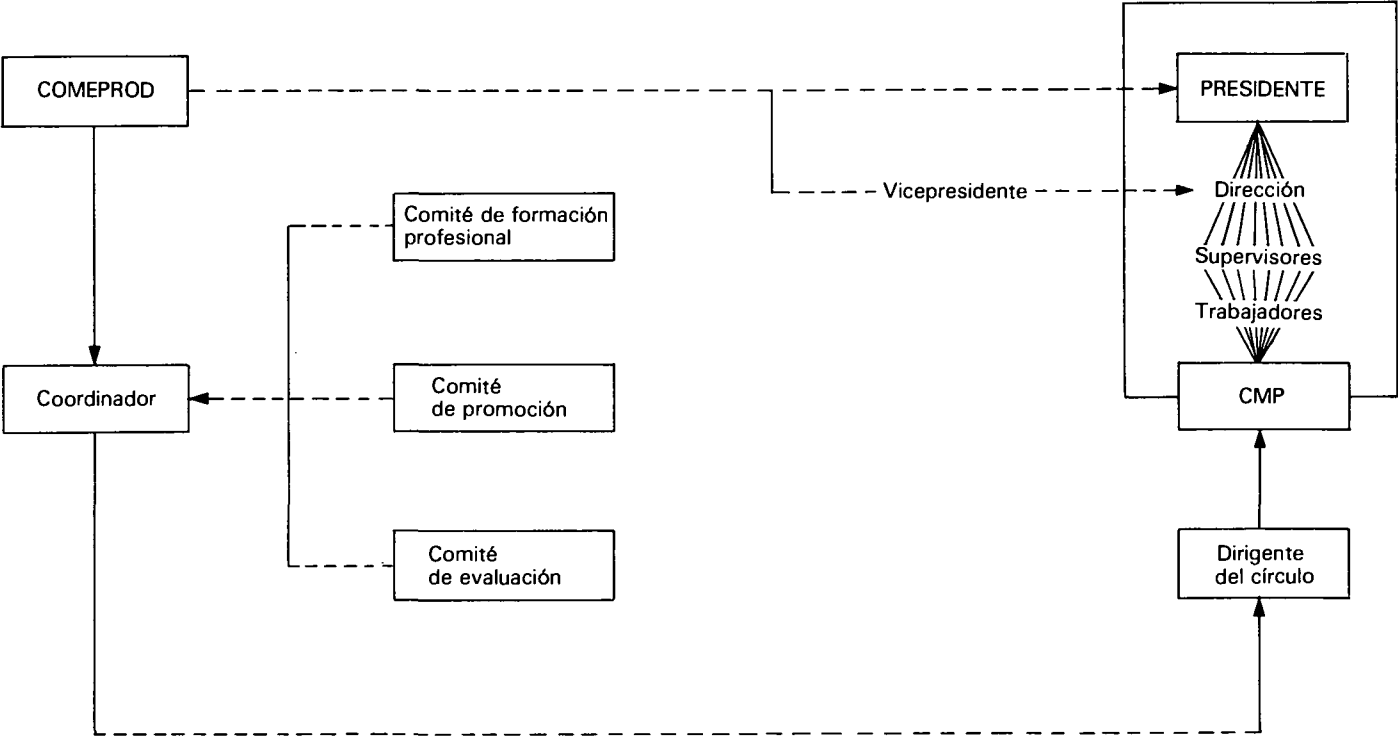 COMEPROD
PRESIDENTE
Vicepresidente
Dirección
Comité de formación
profesional
Supervisores
Trabajadores
Coordinador
Comité
de promoción
CMP
Comité
de evaluación
Dirigente
del círculo